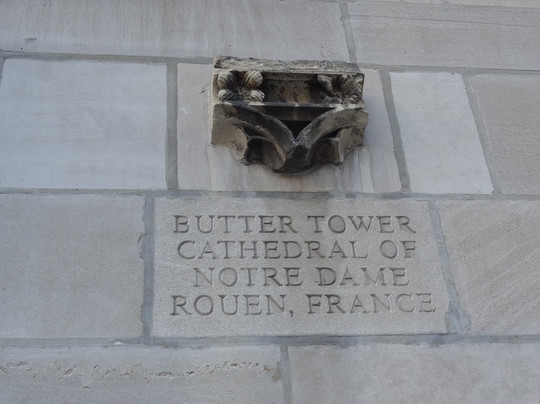 BUTTER TOWER
CATHEDRAL OF
NOTRE DAME
ROUEN, FRANCE